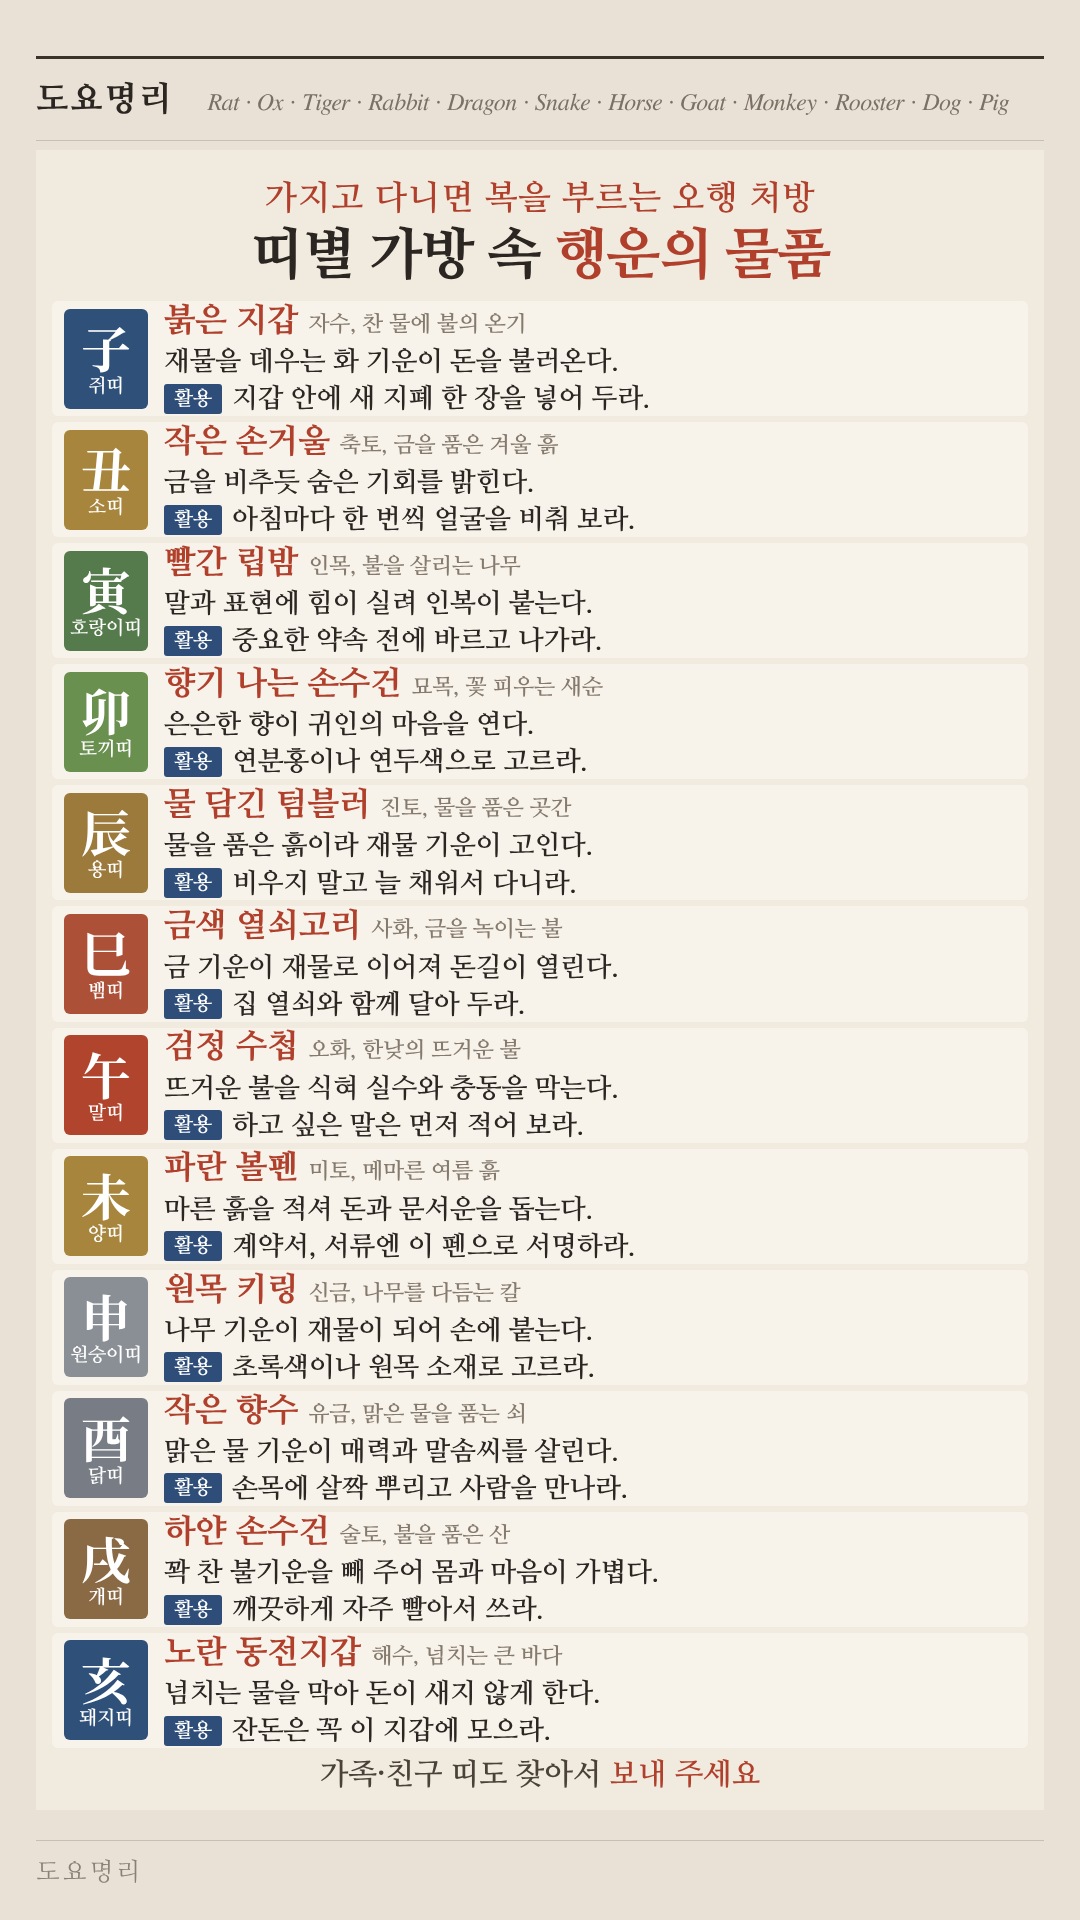 도요명리 Rat · Ox · Tiger · Rabbit · Dragon · Snake · Horse · Goat · Monkey · Rooster · Dog · Pig
가지고 다니면 복을 부르는 오행 처방
띠별 가방 속 행운의 물품
子
쥐띠
붉은 지갑 자수, 찬 물에 불의 온기
재물을 데우는 화 기운이 돈을 불러온다.
활용 지갑 안에 새 지폐 한 장을 넣어 두라.
丑
소띠
작은 손거울 축토, 금을 품은 겨울 흙
금을 비추듯 숨은 기회를 밝힌다.
활용 아침마다 한 번씩 얼굴을 비춰 보라.
寅
호랑이띠
빨간 립밤 인목, 불을 살리는 나무
말과 표현에 힘이 실려 인복이 붙는다.
활용 중요한 약속 전에 바르고 나가라.
卯
토끼띠
향기 나는 손수건 묘목, 꽃 피우는 새순
은은한 향이 귀인의 마음을 연다.
활용 연분홍이나 연두색으로 고르라.
辰
용띠
물 담긴 텀블러 진토, 물을 품은 곳간
물을 품은 흙이라 재물 기운이 고인다.
활용 비우지 말고 늘 채워서 다니라.
巳
뱀띠
금색 열쇠고리 사화, 금을 녹이는 불
금 기운이 재물로 이어져 돈길이 열린다.
활용 집 열쇠와 함께 달아 두라.
午
말띠
검정 수첩 오화, 한낮의 뜨거운 불
뜨거운 불을 식혀 실수와 충동을 막는다.
활용 하고 싶은 말은 먼저 적어 보라.
未
양띠
파란 볼펜 미토, 메마른 여름 흙
마른 흙을 적셔 돈과 문서운을 돕는다.
활용 계약서, 서류엔 이 펜으로 서명하라.
申
원숭이띠
원목 키링 신금, 나무를 다듬는 칼
나무 기운이 재물이 되어 손에 붙는다.
활용 초록색이나 원목 소재로 고르라.
酉
닭띠
작은 향수 유금, 맑은 물을 품는 쇠
맑은 물 기운이 매력과 말솜씨를 살린다.
활용 손목에 살짝 뿌리고 사람을 만나라.
戌
개띠
하얀 손수건 술토, 불을 품은 산
꽉 찬 불기운을 빼 주어 몸과 마음이 가볍다.
활용 깨끗하게 자주 빨아서 쓰라.
亥
돼지띠
노란 동전지갑 해수, 넘치는 큰 바다
넘치는 물을 막아 돈이 새지 않게 한다.
활용 잔돈은 꼭 이 지갑에 모으라.
가족·친구 띠도 찾아서 보내 주세요
도요명리